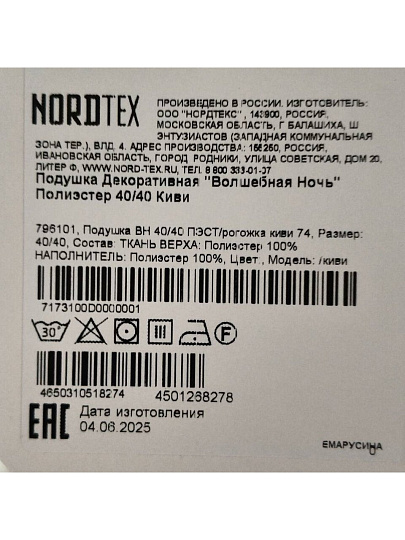 NORDTEX
ПРОИЗВЕДЕНО В РОССИИ. ИЗГОТОВИТЕЛЬ:
ООО "НОРДТЕКС", 143900, РОССИЯ,
МОСКОВСКАЯ ОБЛАСТЬ, Г БАЛАШИХА, Ш
ЭНТУЗИАСТОВ (ЗАПАДНАЯ КОММУНАЛЬНАЯ
ЗОНА ТЕР.), ВЛД. 4. АДРЕС ПРОИЗВОДСТВА: 155250, РОССИЯ,
ИВАНОВСКАЯ ОБЛАСТЬ, ГОРОД РОДНИКИ, УЛИЦА СОВЕТСКАЯ, ДОМ 20,
ЛИТЕР Ф, WWW.NORD-TEX.RU, ТЕЛ. 8 800 333-01-37
Подушка Декоративная "Волшебная Ночь"
Полиэстер 40/40 Киви
796101, Подушка ВН 40/40 ПЭСТ/рогожка киви 74, Размер:
40/40, Состав: ТКАНЬ ВЕРХА: Полиэстер 100%
НАПОЛНИТЕЛЬ: Полиэстер 100%, Цвет:, Модель: /киви
7173100D0000001
30° F
4650310518274 4501268278
EAC Дата изготовления
04.06.2025
ЕМАРУСИНА